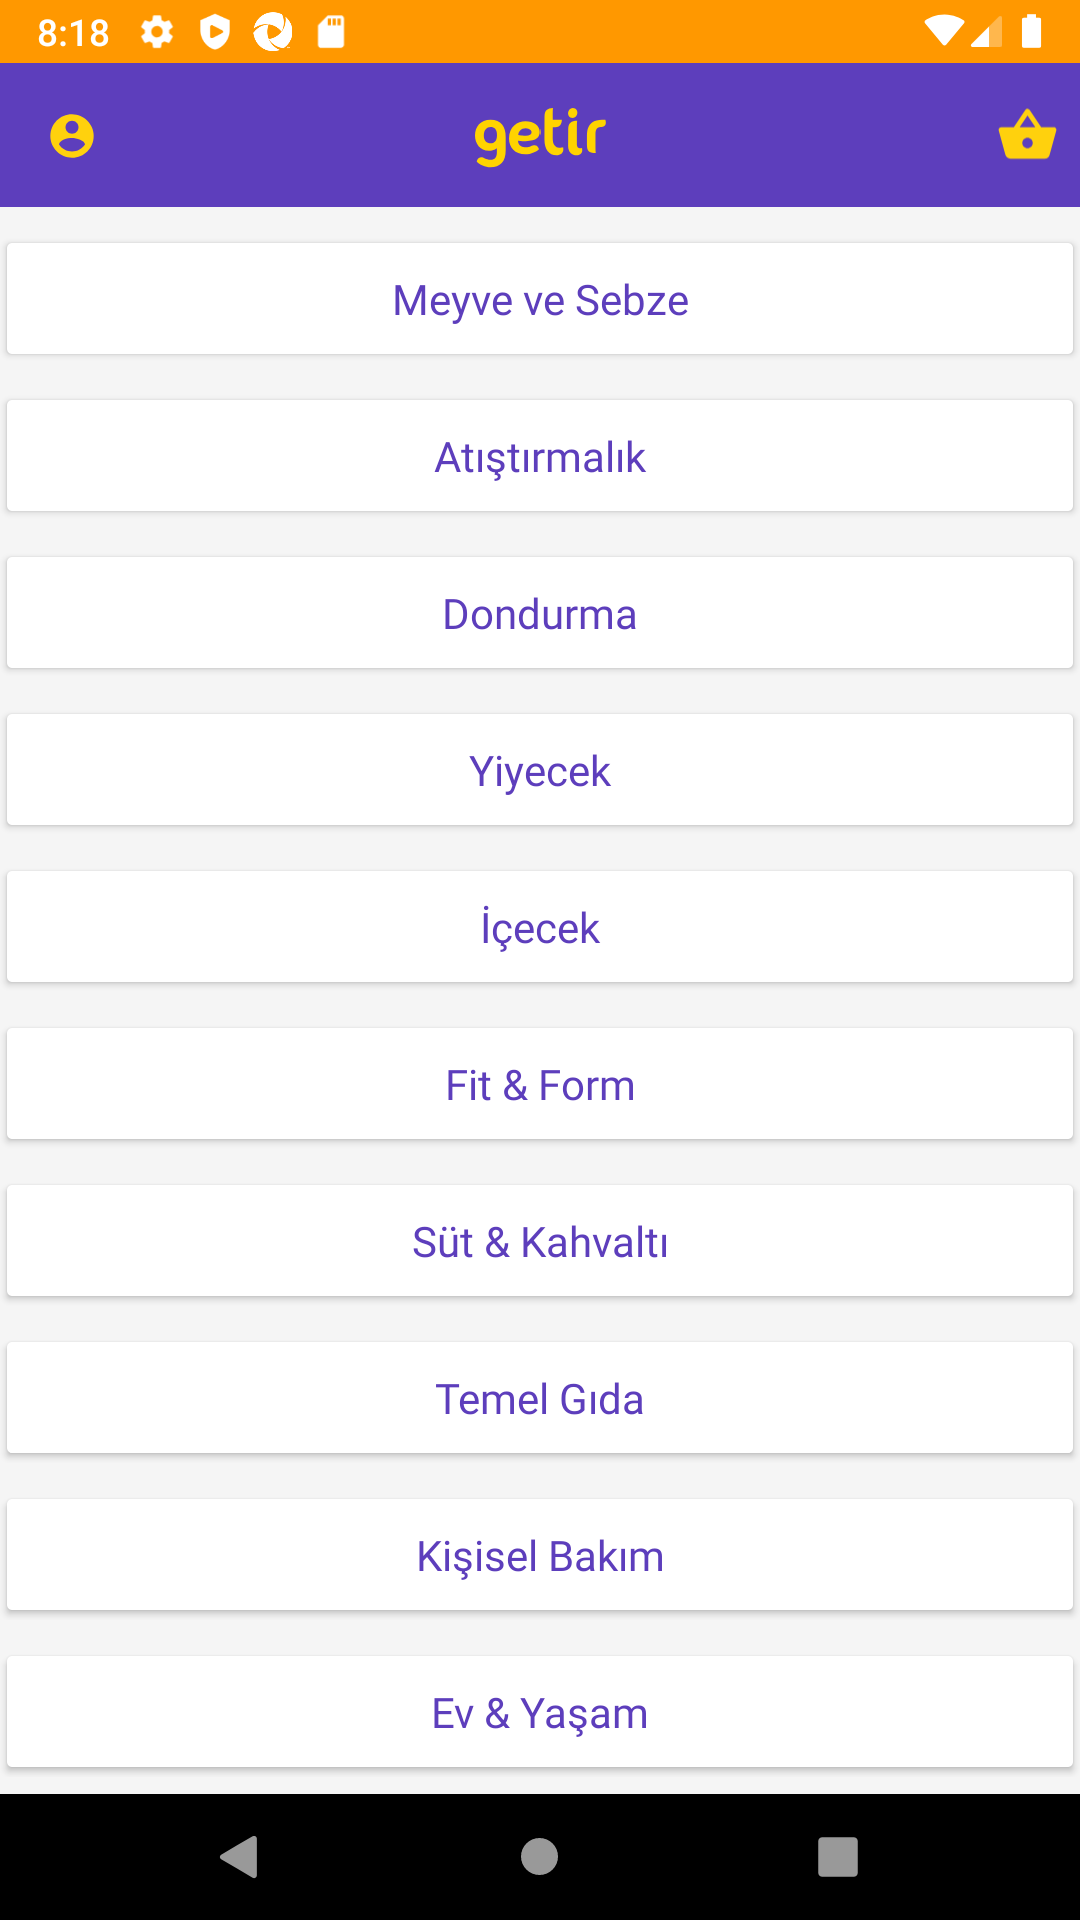 8:18
getir
Meyve ve Sebze
Atıştırmalık
Dondurma
Yiyecek
İçecek
Fit & Form
Süt & Kahvaltı
Temel Gıda
Kişisel Bakım
Ev & Yaşam